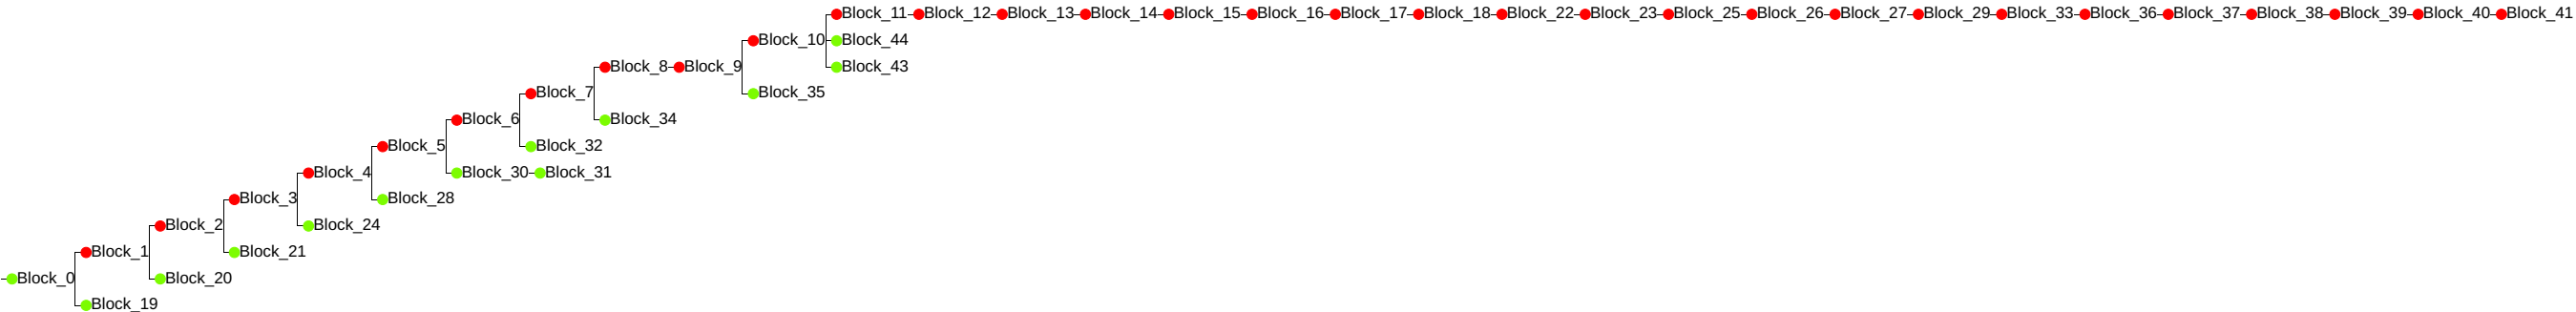 Block_11 Block_12 Block_13 Block_14 Block_15 Block_16 Block_17 Block_18 Block_22 Block_23 Block_25 Block_26 Block_27 Block_29 Block_33 Block_36 Block_37 Block_38 Block_39 Block_40 Block_41
Block_10 Block_44
Block_8 Block_9 Block_43
Block_7 Block_35
Block_6 Block_34
Block_5 Block_32
Block_4 Block_30 Block_31
Block_3 Block_28
Block_2 Block_24
Block_1 Block_21
Block_0 Block_20
Block_19